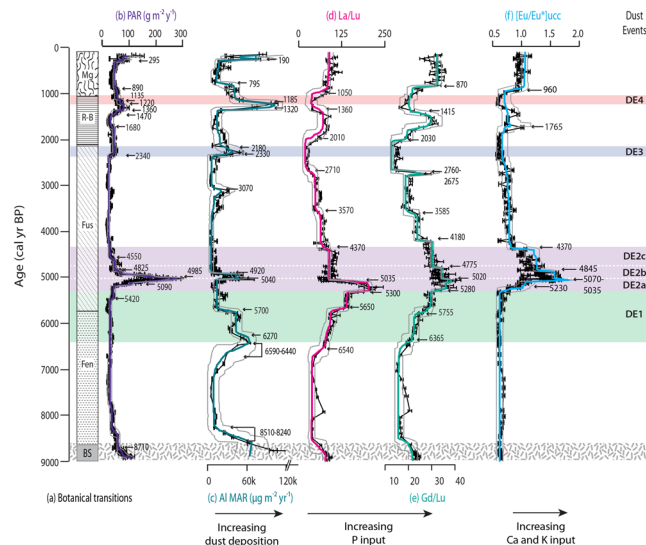 (b) PAR (g m⁻² y⁻¹)
(d) La/Lu
(f) [Eu/Eu*]ucc
Dust
Events
0 100 200 300
0 125 250
0.5 1.0 1.5 2.0
Age (cal yr BP)
0
1000
2000
3000
4000
5000
6000
7000
8000
9000
Mq
R-B
Fus
Fen
BS
295
890
1135
1220
1360
1470
1680
2340
4550
4825
4985
5090
5420
8710
190
795
1185
1320
2180
2330
3070
4920
5040
5700
6270
6590-6440
8510-8240
1050
1360
2010
2710
3570
4370
5035
5300
5650
6540
870
1415
2030
2760-
2675
3585
4180
4775
5020
5280
5755
6365
960
1765
4370
4845
5070-
5230
5035
DE4
DE3
DE2c
DE2b
DE2a
DE1
0 60k 120k
10 20 30 40
(a) Botanical transitions
(c) Al MAR (µg m⁻² yr⁻¹)
(e) Gd/Lu
Increasing
dust deposition
Increasing
P input
Increasing
Ca and K input